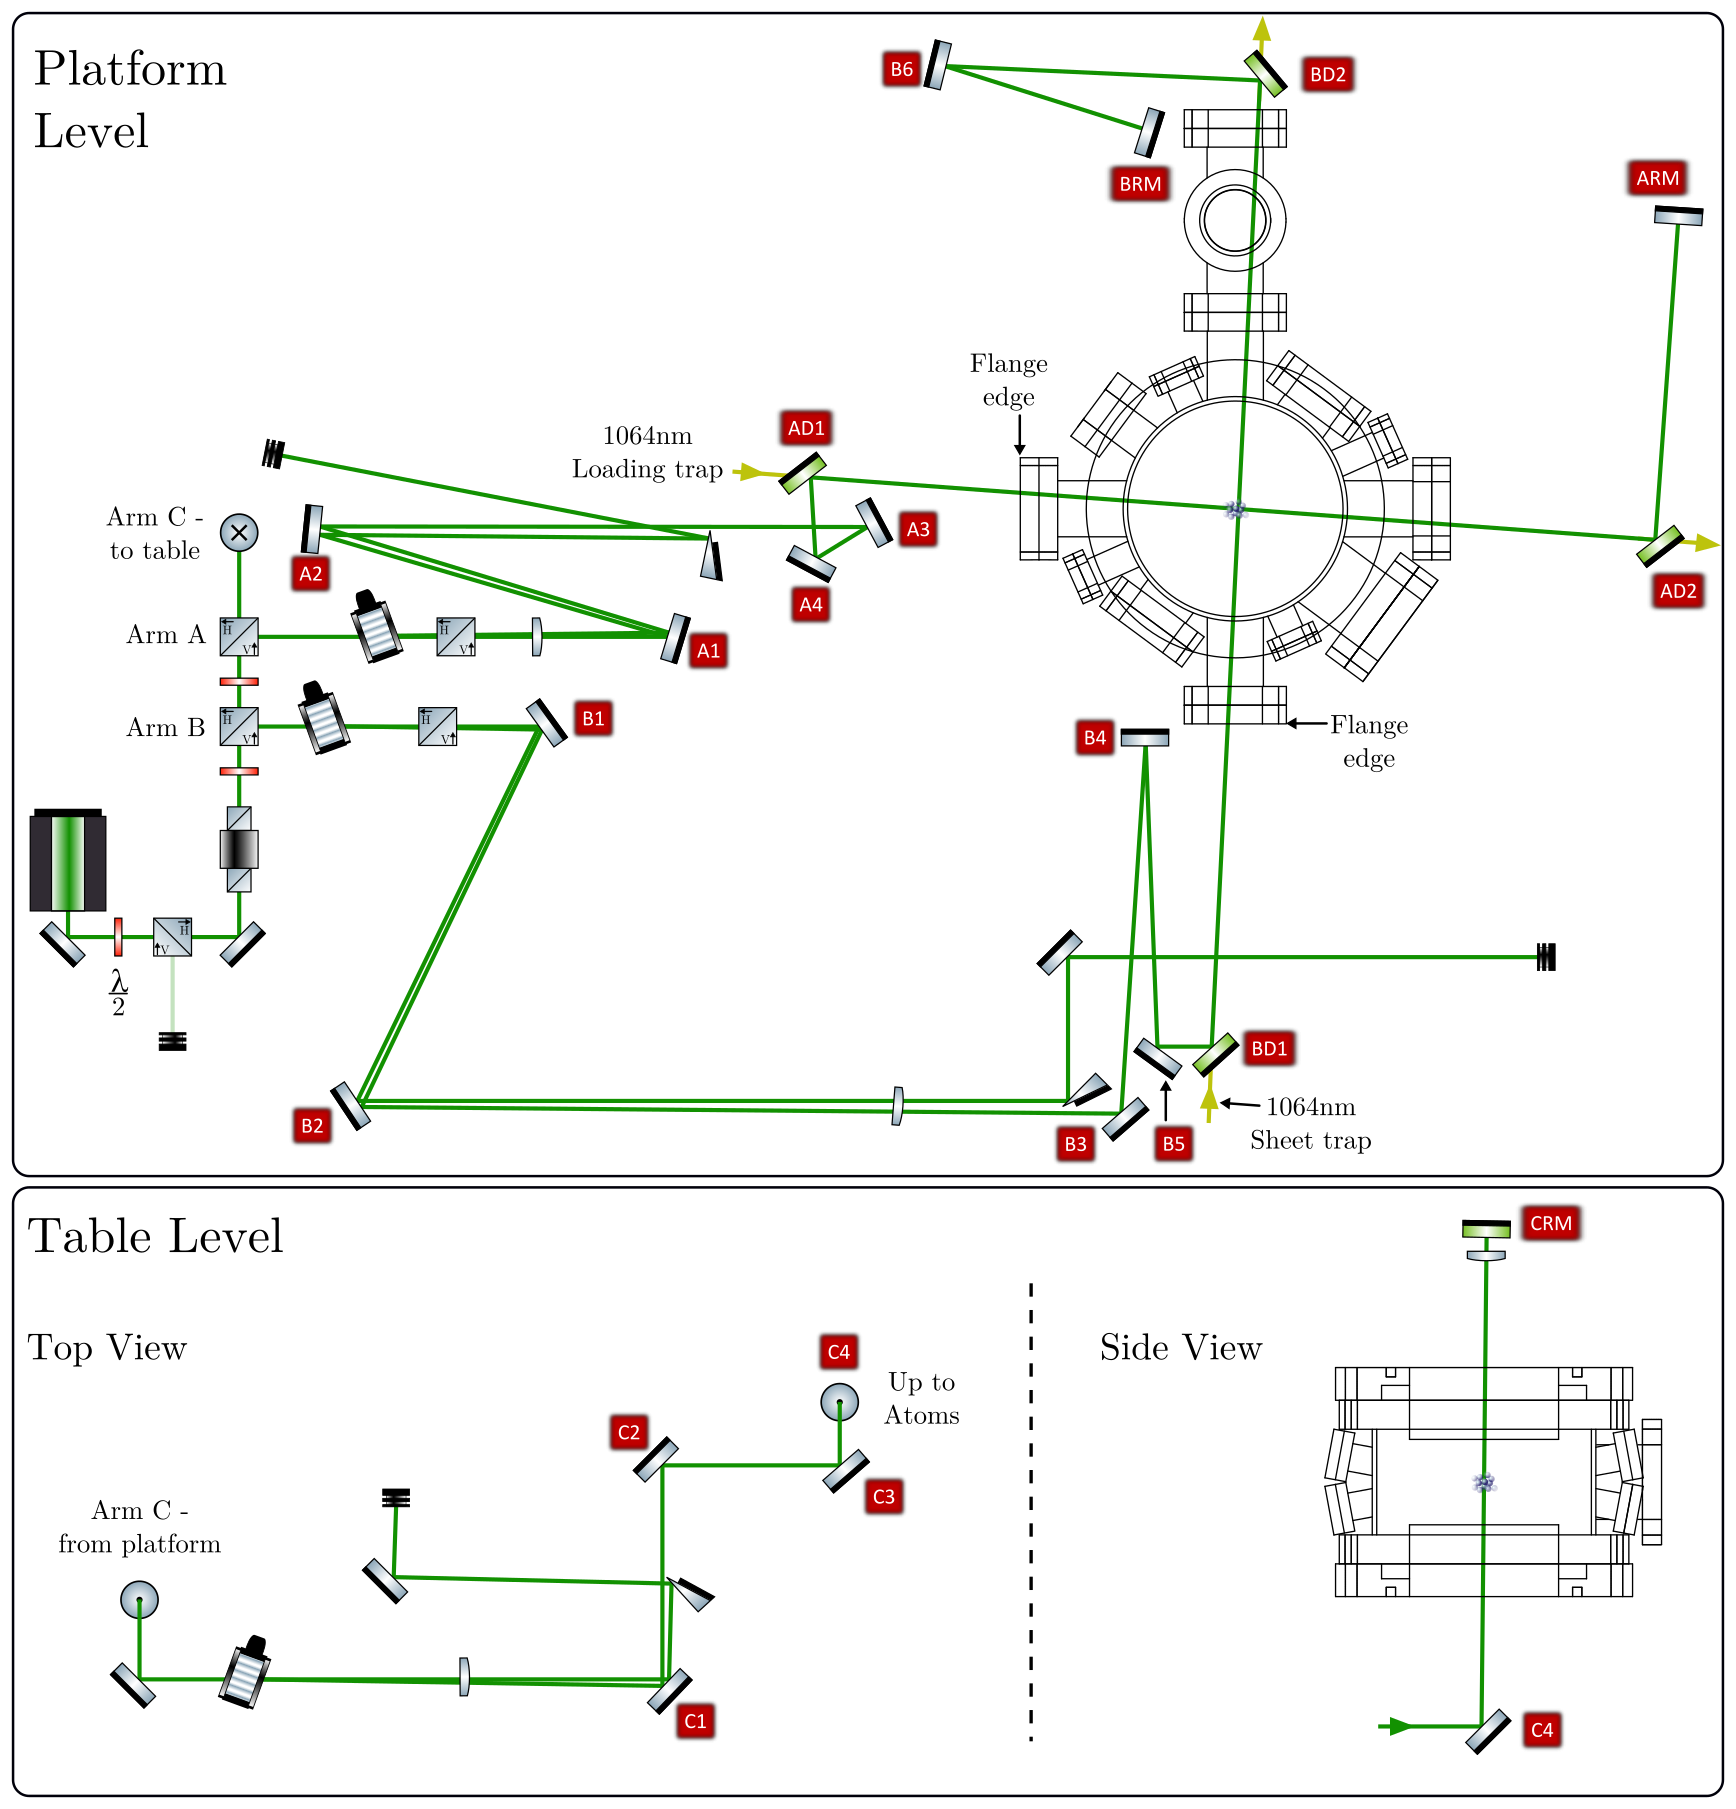 Platform
Level
B6
BD2
BRM
ARM
Flange
edge
1064nm
Loading trap
AD1
A3
A4
AD2
Arm C -
to table
A2
Arm A
H
V
H
V
A1
Arm B
H
V
H
V
B1
B4
Flange
edge
H
V
λ
2
BD1
B2
B3
B5
1064nm
Sheet trap
Table Level
Top View
Arm C -
from platform
C2
C4
Up to
Atoms
C3
C1
Side View
CRM
C4